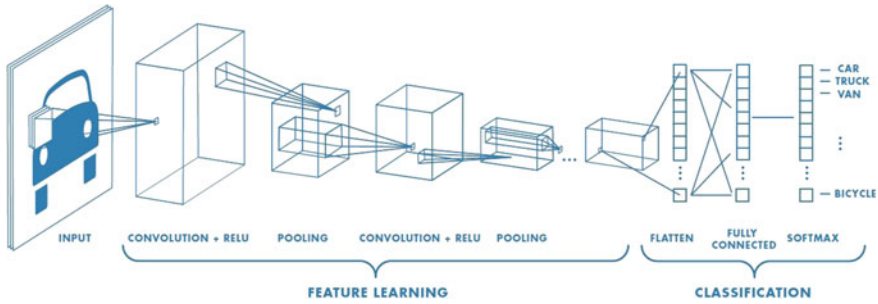 CAR
TRUCK
VAN
BICYCLE
INPUT
CONVOLUTION + RELU
POOLING
CONVOLUTION + RELU
POOLING
FLATTEN
FULLY
CONNECTED
SOFTMAX
FEATURE LEARNING
CLASSIFICATION